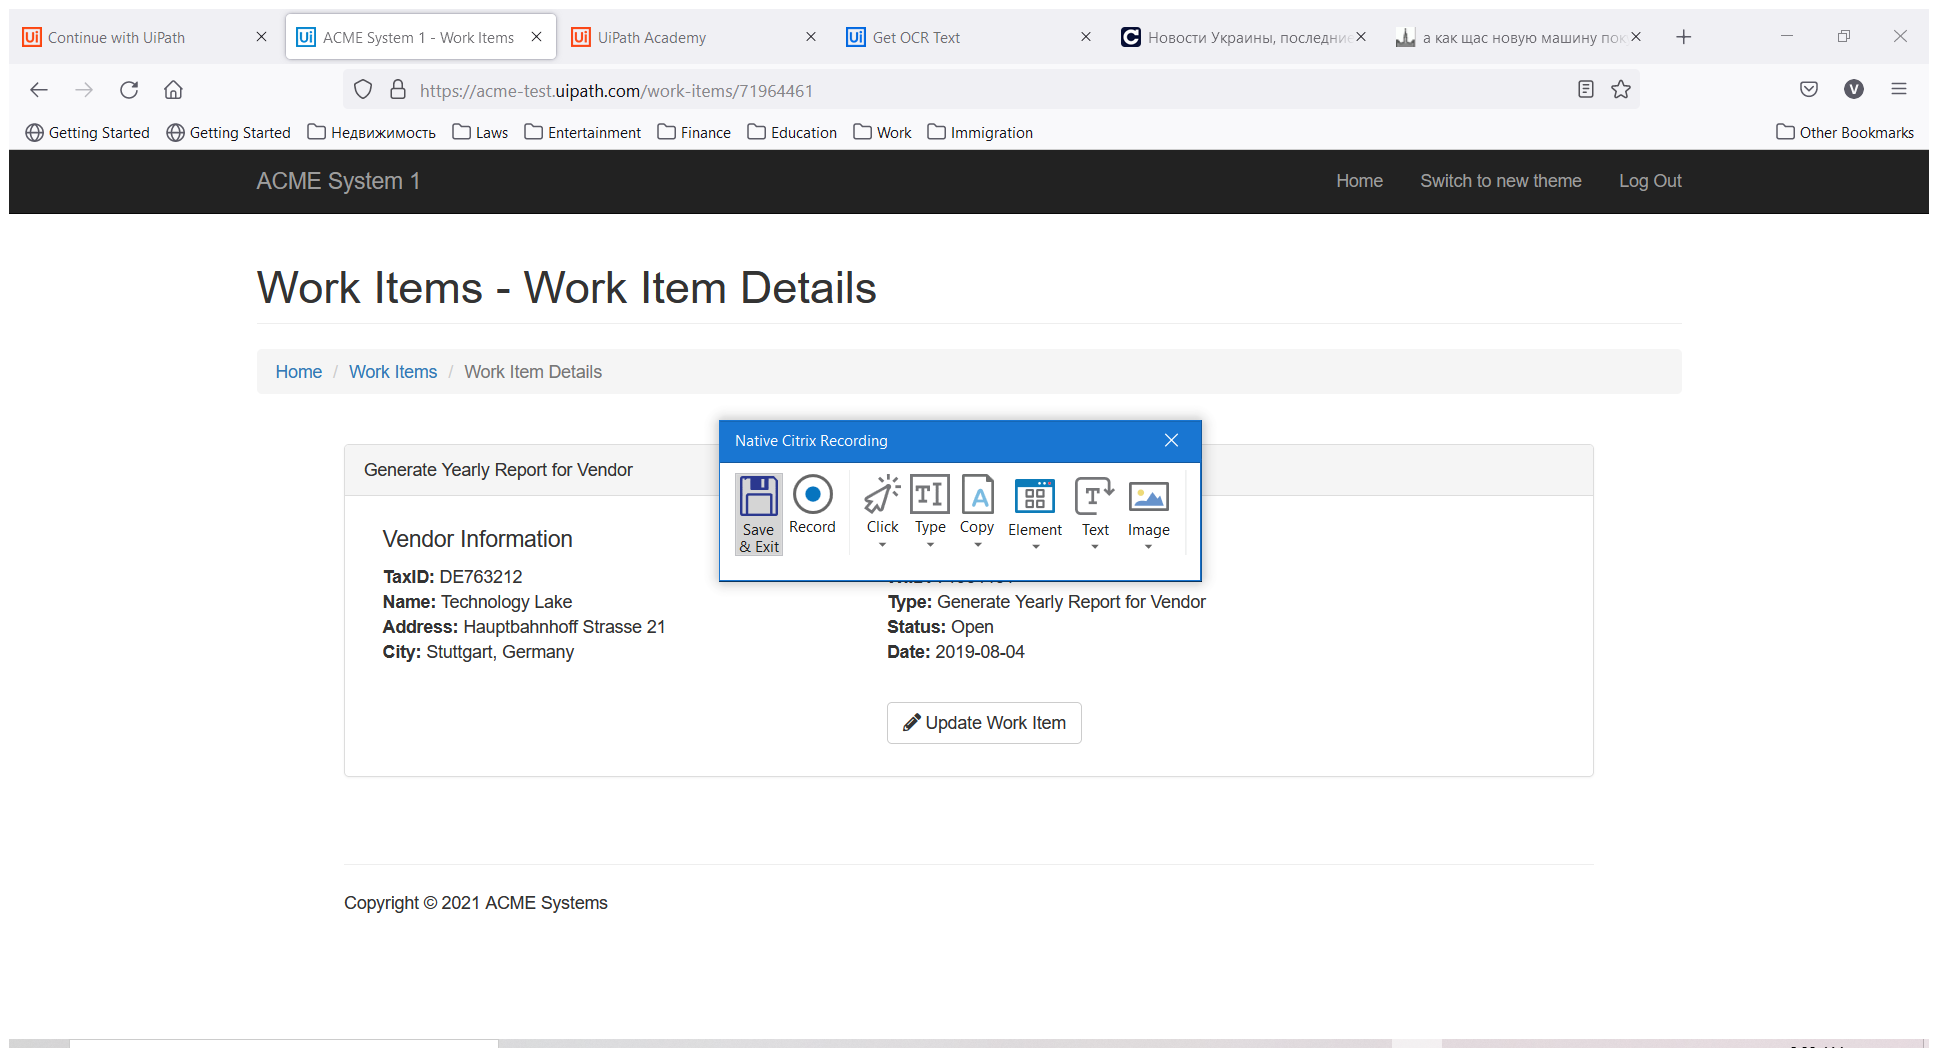 Continue with UiPath
ACME System 1 - Work Items
UiPath Academy
Get OCR Text
Новости Украины, последние
а как щас новую машину пок
https://acme-test.uipath.com/work-items/71964461
V
Getting Started
Getting Started
Недвижимость
Laws
Entertainment
Finance
Education
Work
Immigration
Other Bookmarks
ACME System 1
Home
Switch to new theme
Log Out
Work Items - Work Item Details
Home / Work Items / Work Item Details
Native Citrix Recording
Save & Exit
Record
Click
Type
Copy
Element
Text
Image
Generate Yearly Report for Vendor
Vendor Information
TaxID: DE763212
Name: Technology Lake
Address: Hauptbahnhoff Strasse 21
City: Stuttgart, Germany
Type: Generate Yearly Report for Vendor
Status: Open
Date: 2019-08-04
Update Work Item
Copyright © 2021 ACME Systems